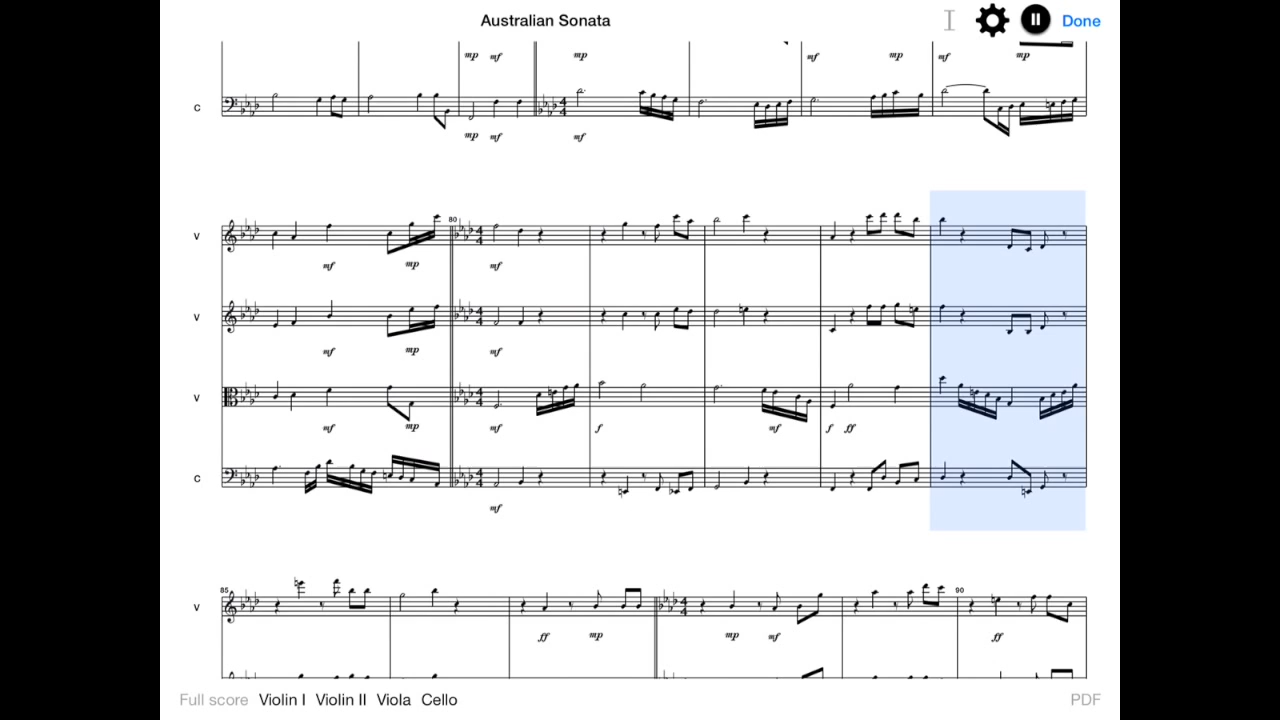 Australian Sonata Done
mp mf mp mf mp mf mp
C
mp mf mf
80
V
mf mp mf
V
mf mp mf
V
mf mp mf f mf f ff
C
mf
85 90
V
ff mp mp mf ff
Full score Violin I Violin II Viola Cello PDF